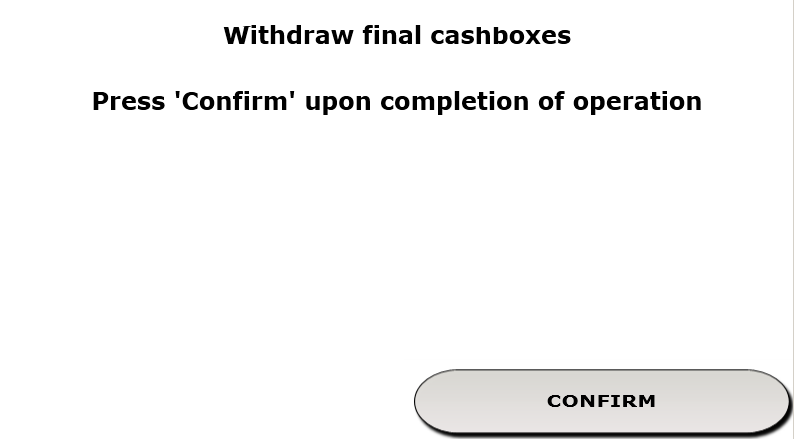 Withdraw final cashboxes
Press 'Confirm' upon completion of operation
CONFIRM